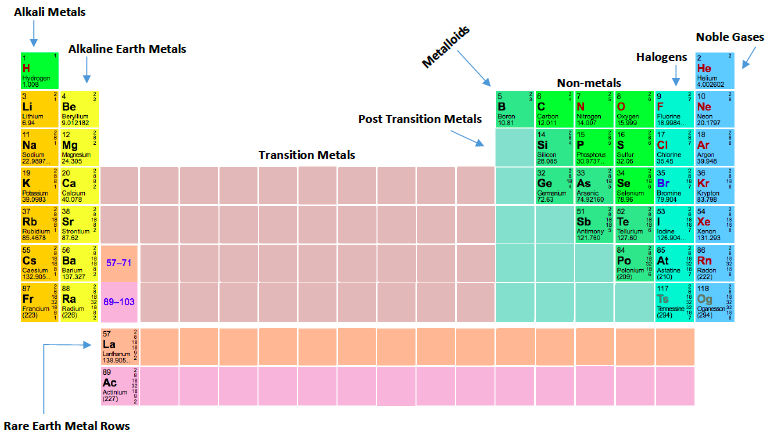 Alkali Metals
Alkaline Earth Metals
Metalloids
Noble Gases
Halogens
Non-metals
Post Transition Metals
Transition Metals
1 2
H He
Hydrogen Helium
1.008 4.002602
3 4 5 6 7 8 9 10
Li Be B C N O F Ne
Lithium Beryllium Boron Carbon Nitrogen Oxygen Fluorine Neon
6.94 9.012182 10.81 12.011 14.007 15.999 18.9984... 20.1797
11 12 14 15 16 17 18
Na Mg Si P S Cl Ar
Sodium Magnesium Silicon Phosphorus Sulfur Chlorine Argon
22.9897... 24.305 28.085 30.9737... 32.06 35.45 39.948
19 20 32 33 34 35 36
K Ca Ge As Se Br Kr
Potassium Calcium Germanium Arsenic Selenium Bromine Krypton
39.0983 40.078 72.63 74.92160 78.96 79.904 83.798
37 38 51 52 53 54
Rb Sr Sb Te I Xe
Rubidium Strontium Antimony Tellurium Iodine Xenon
85.4678 87.62 121.760 127.60 126.904... 131.293
55 56 57–71 84 85 86
Cs Ba Po At Rn
Caesium Barium Polonium Astatine Radon
132.905... 137.327 (209) (210) (222)
87 88 89–103 117 118
Fr Ra Ts Og
Francium Radium Tennessine Oganesson
(223) (226) (294) (294)
57
La
Lanthanum
138.905...
89
Ac
Actinium
(227)
Rare Earth Metal Rows